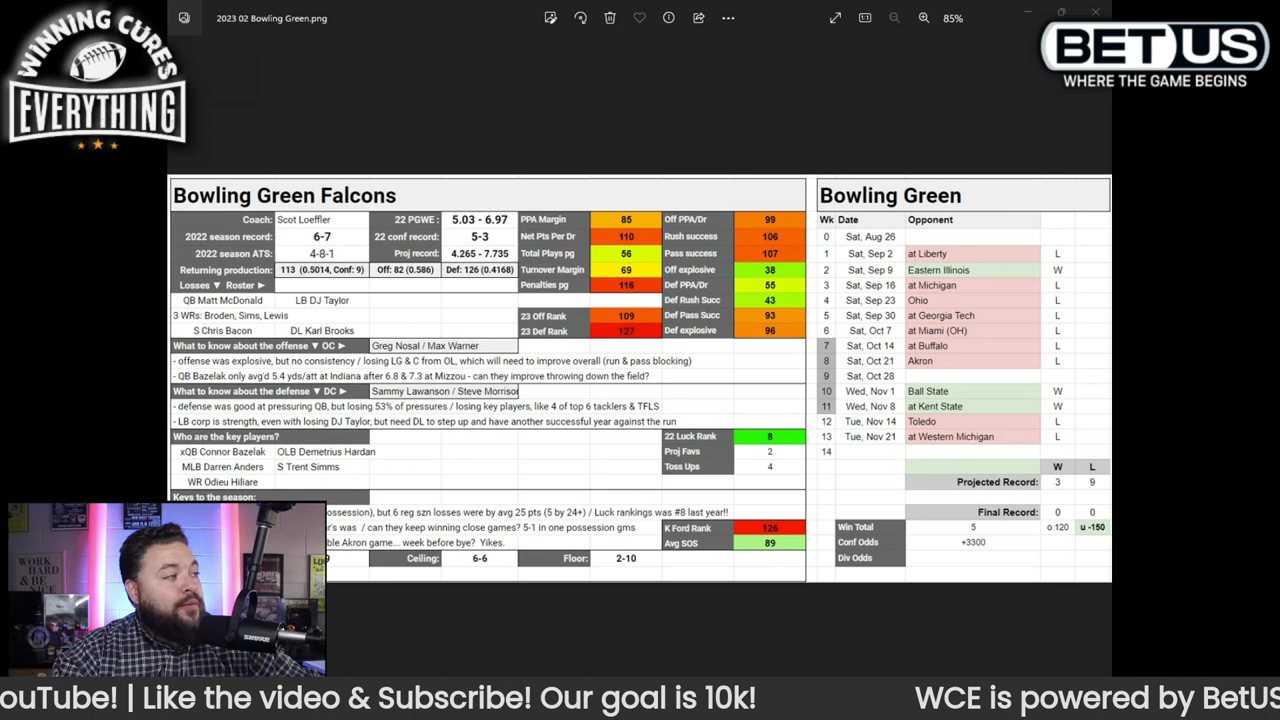 2023 02 Bowling Green.png
85%
WINNING CURES
EVERYTHING
BETUS
WHERE THE GAME BEGINS
Bowling Green Falcons
Coach: Scot Loeffler 22 PGWE : 5.03 - 6.97 PPA Margin 85 Off PPA/Dr 99
2022 season record: 6-7 22 conf record: 5-3 Net Pts Per Dr 110 Rush success 106
2022 season ATS: 4-8-1 Proj record: 4.265 - 7.735 Total Plays pg 56 Pass success 107
Returning production: 113 (0.5014, Conf: 9) Off: 82 (0.586) Def: 126 (0.4168) Turnover Margin 69 Off explosive 38
Losses ▼ Roster ► Penalties pg 116 Def PPA/Dr 55
QB Matt McDonald LB DJ Taylor Def Rush Succ 43
3 WRs: Broden, Sims, Lewis 23 Off Rank 109 Def Pass Succ 93
S Chris Bacon DL Karl Brooks 23 Def Rank 127 Def explosive 96
What to know about the offense ▼ OC ► Greg Nosal / Max Warner
- offense was explosive, but no consistency / losing LG & C from OL, which will need to improve overall (run & pass blocking)
- QB Bazelak only avg'd 5.4 yds/att at Indiana after 6.8 & 7.3 at Mizzou - can they improve throwing down the field?
What to know about the defense ▼ DC ► Sammy Lawanson / Steve Morrison
- defense was good at pressuring QB, but losing 53% of pressures / losing key players, like 4 of top 6 tacklers & TFLS
- LB corp is strength, even with losing DJ Taylor, but need DL to step up and have another successful year against the run
Who are the key players? 22 Luck Rank 8
xQB Connor Bazelak OLB Demetrius Hardan Proj Favs 2
MLB Darren Anders S Trent Simms Toss Ups 4
WR Odieu Hiliare
Keys to the season:
ossession), but 6 reg szn losses were by avg 25 pts (5 by 24+) / Luck rankings was #8 last year!!
r's was / can they keep winning close games? 5-1 in one possession gms K Ford Rank 126
ble Akron game... week before bye? Yikes. Avg SOS 89
9 Ceiling: 6-6 Floor: 2-10
Bowling Green
Wk Date Opponent
0 Sat, Aug 26
1 Sat, Sep 2 at Liberty L
2 Sat, Sep 9 Eastern Illinois W
3 Sat, Sep 16 at Michigan L
4 Sat, Sep 23 Ohio L
5 Sat, Sep 30 at Georgia Tech L
6 Sat, Oct 7 at Miami (OH) L
7 Sat, Oct 14 at Buffalo L
8 Sat, Oct 21 Akron L
9 Sat, Oct 28
10 Wed, Nov 1 Ball State W
11 Wed, Nov 8 at Kent State W
12 Tue, Nov 14 Toledo L
13 Tue, Nov 21 at Western Michigan L
14
W L
Projected Record: 3 9
Final Record: 0 0
Win Total 5 o 120 u -150
Conf Odds +3300
Div Odds
WORK
HARD
& BE
NICE
SHURE
ouTube! | Like the video & Subscribe! Our goal is 10k! WCE is powered by BetUS